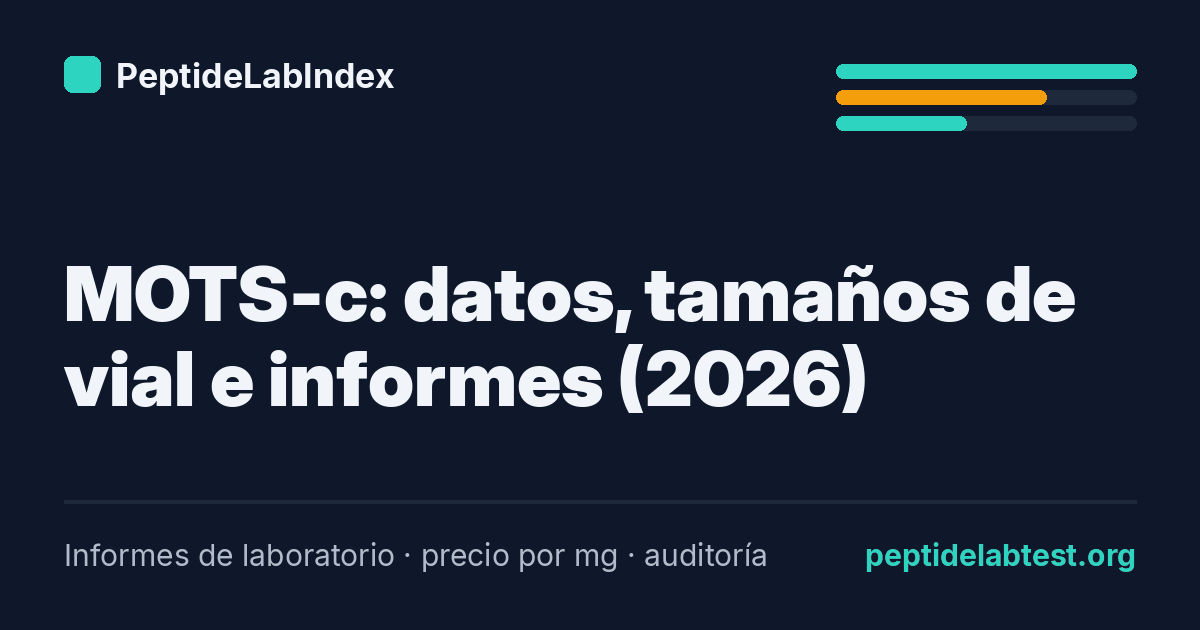 PeptideLabIndex
MOTS-c: datos, tamaños de
vial e informes (2026)
Informes de laboratorio · precio por mg · auditoría
peptidelabtest.org